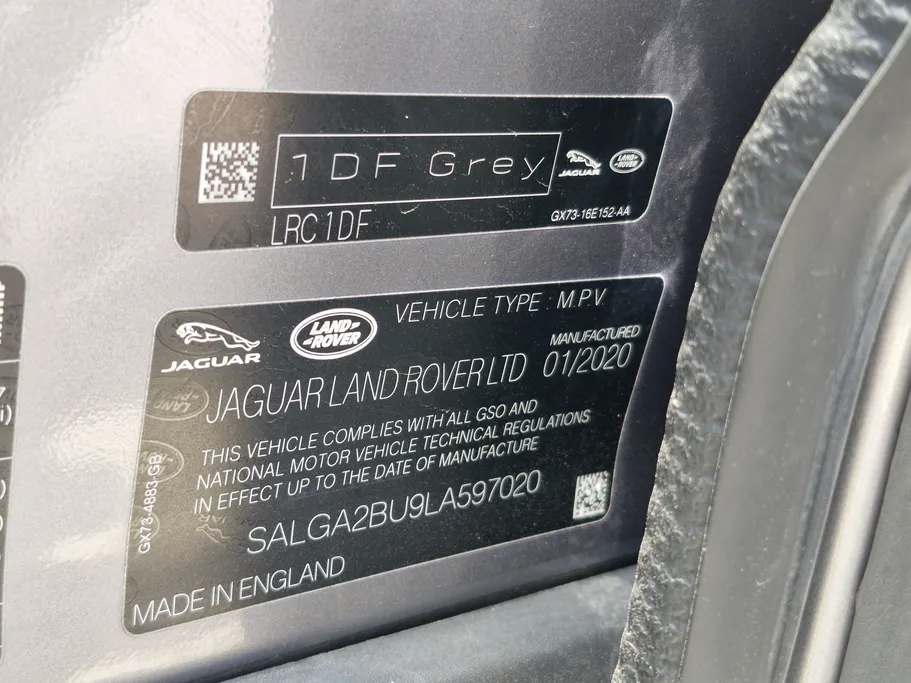 1DF Grey
JAGUAR
LAND-
-ROVER
LRC 1DF
GX73-16E152-AA
JAGUAR
LAND-
-ROVER
VEHICLE TYPE : M.P.V
MANUFACTURED
JAGUAR LAND ROVER LTD 01/2020
THIS VEHICLE COMPLIES WITH ALL GSO AND
NATIONAL MOTOR VEHICLE TECHNICAL REGULATIONS
IN EFFECT UP TO THE DATE OF MANUFACTURE
GX73-4883-GB
SALGA2BU9LA597020
MADE IN ENGLAND